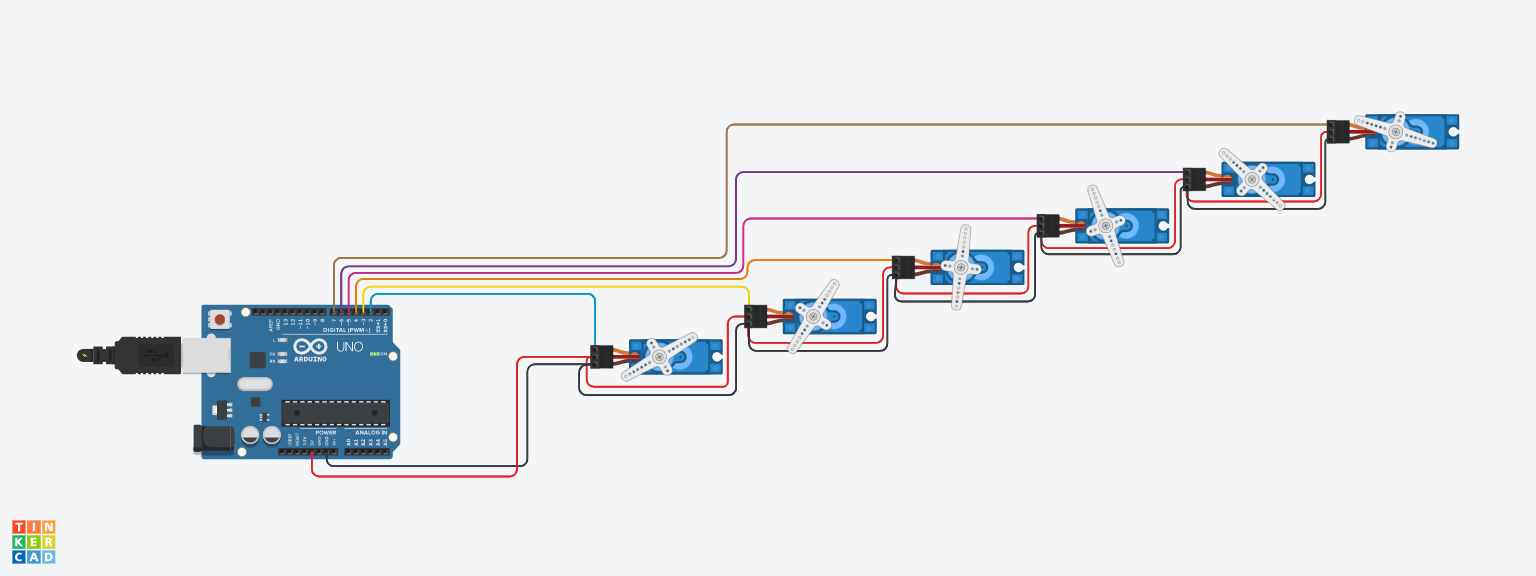 AREF
GND
13
12
~11
~10
~9
8
7
~6
~5
4
~3
2
TX→1
RX←0
DIGITAL (PWM~)
L
TX
RX
UNO
ON
ARDUINO
POWER
ANALOG IN
IOREF
RESET
3.3V
5V
GND
GND
Vin
A0
A1
A2
A3
A4
A5
TIN
KER
CAD